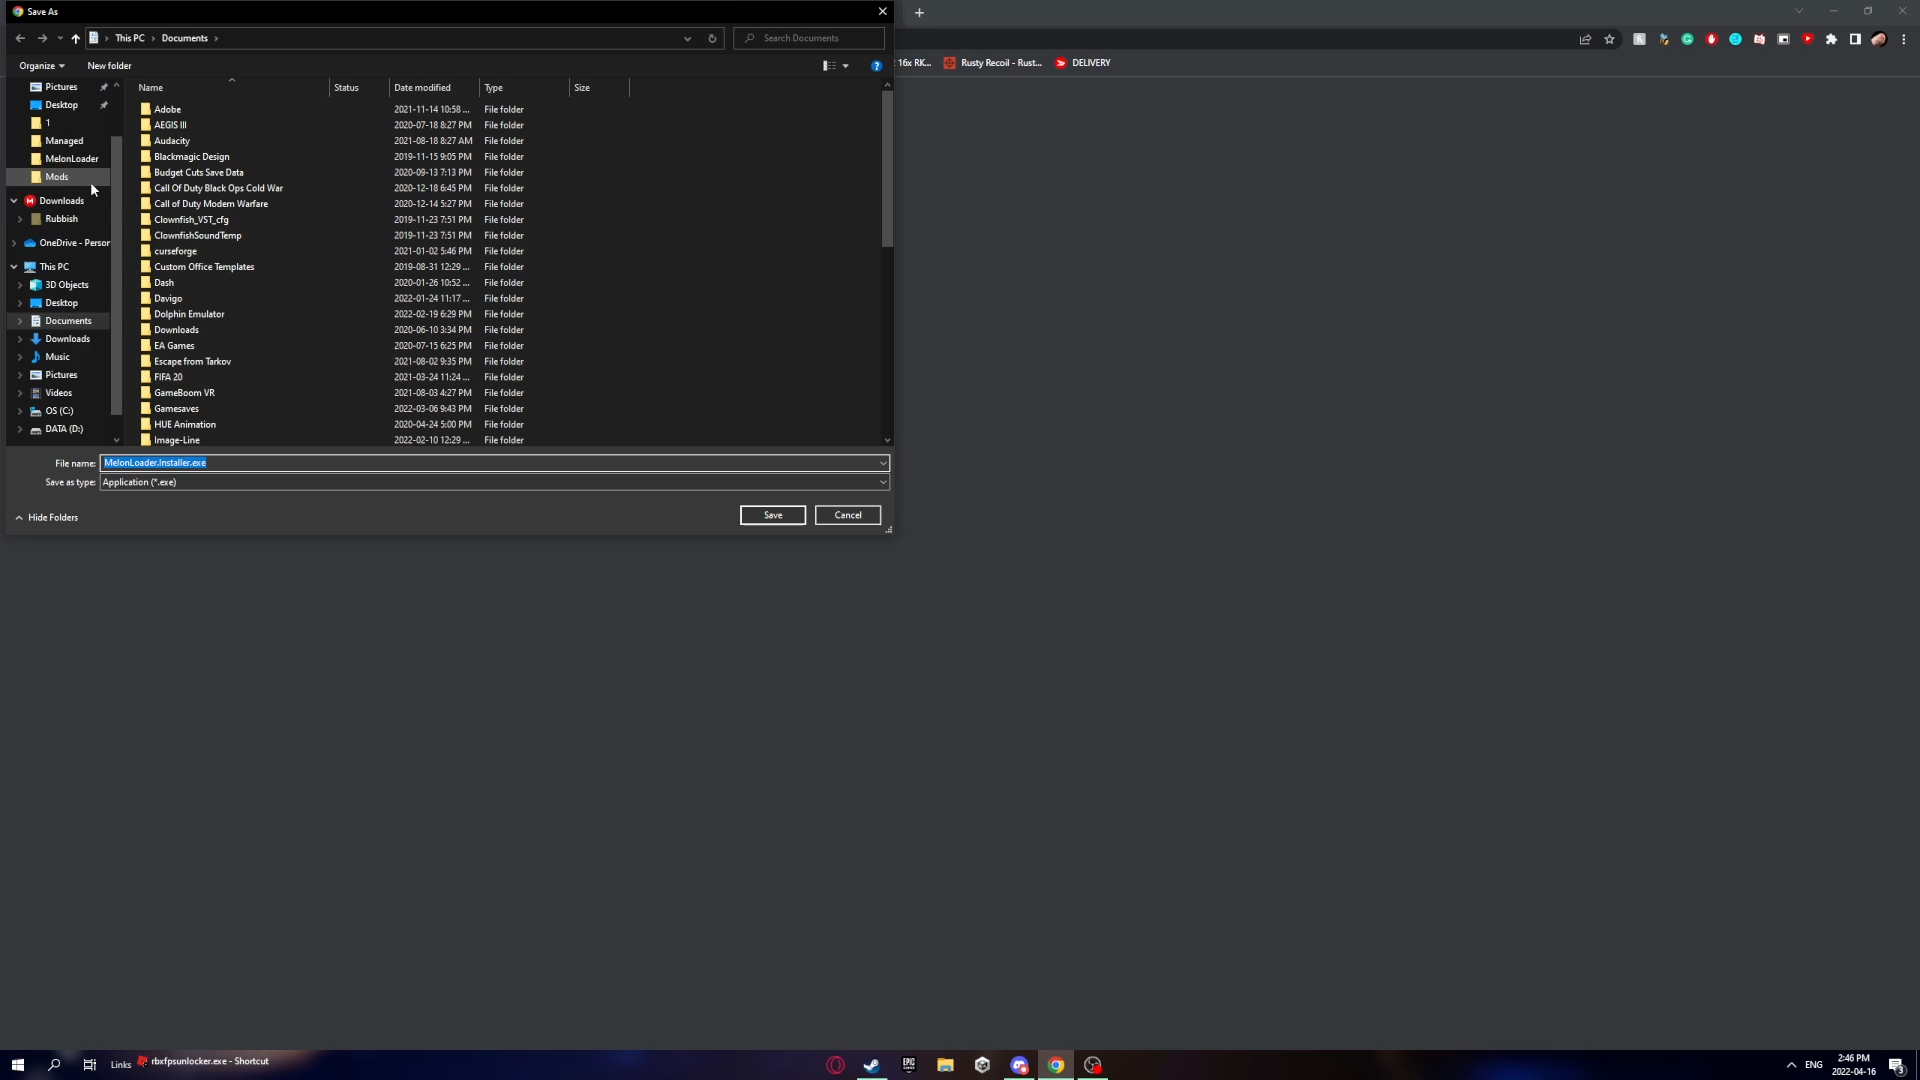 Save As
This PC > Documents >
Search Documents
16x RK... Rusty Recoil - Rust... DELIVERY
Organize New folder
Name Status Date modified Type Size
Pictures
Desktop
1
Managed
MelonLoader
Mods
Downloads
Rubbish
OneDrive - Person
This PC
3D Objects
Desktop
Documents
Downloads
Music
Pictures
Videos
OS (C:)
DATA (D:)
Adobe 2021-11-14 10:58 ... File folder
AEGIS III 2020-07-18 8:27 PM File folder
Audacity 2021-08-18 8:27 AM File folder
Blackmagic Design 2019-11-15 9:05 PM File folder
Budget Cuts Save Data 2020-09-13 7:13 PM File folder
Call Of Duty Black Ops Cold War 2020-12-18 6:45 PM File folder
Call of Duty Modern Warfare 2020-12-14 5:27 PM File folder
Clownfish_VST_cfg 2019-11-23 7:51 PM File folder
ClownfishSoundTemp 2019-11-23 7:51 PM File folder
curseforge 2021-01-02 5:46 PM File folder
Custom Office Templates 2019-08-31 12:29 ... File folder
Dash 2020-01-26 10:52 ... File folder
Davigo 2022-01-24 11:17 ... File folder
Dolphin Emulator 2022-02-19 6:29 PM File folder
Downloads 2020-06-10 3:34 PM File folder
EA Games 2020-07-15 6:25 PM File folder
Escape from Tarkov 2021-08-02 9:35 PM File folder
FIFA 20 2021-03-24 11:24 ... File folder
GameBoom VR 2021-08-03 4:27 PM File folder
Gamesaves 2022-03-06 9:43 PM File folder
HUE Animation 2020-04-24 5:00 PM File folder
Image-Line 2022-02-10 12:29 ... File folder
File name: MelonLoader.Installer.exe
Save as type: Application (*.exe)
Hide Folders
Save Cancel
Links rbxfpsunlocker.exe - Shortcut
EPIC GAMES
ENG
2:46 PM
2022-04-16
3